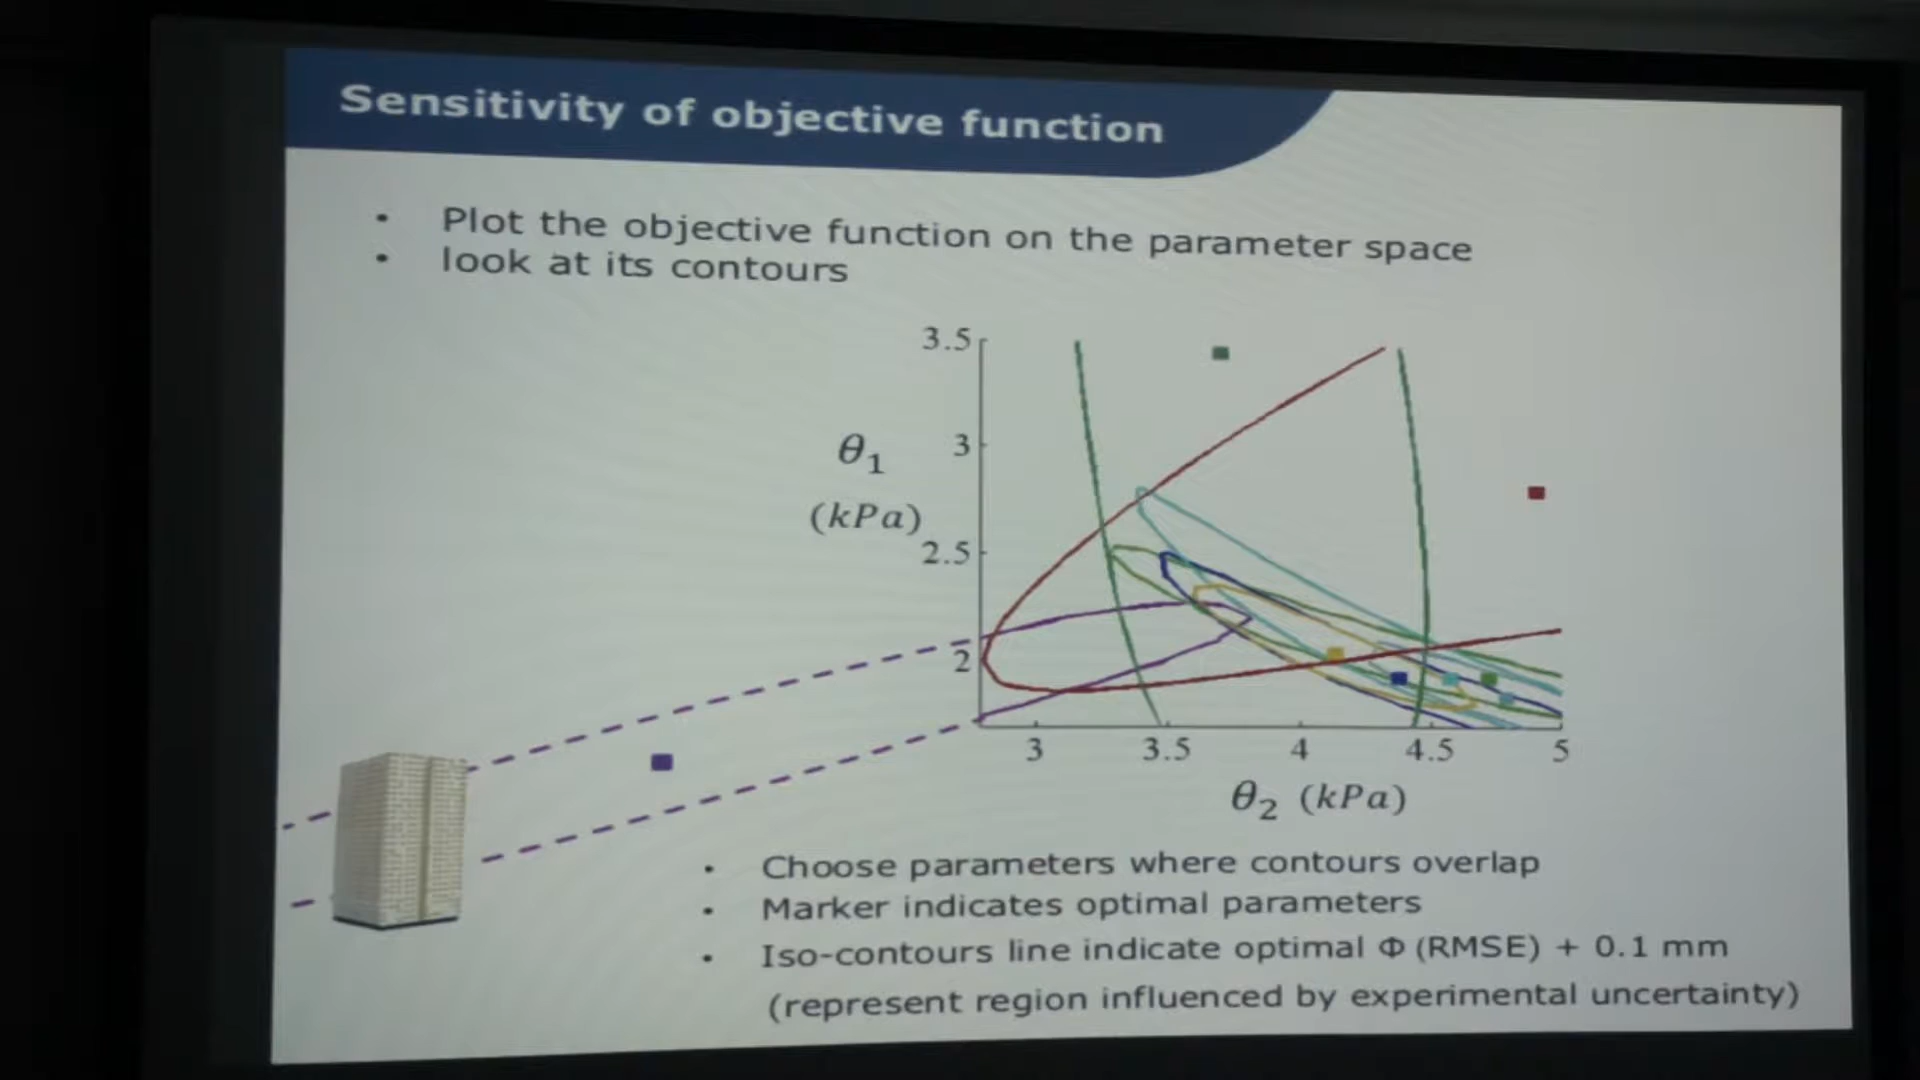 Sensitivity of objective function
• Plot the objective function on the parameter space
• look at its contours
3.5
3
2.5
2
θ1
(kPa)
3 3.5 4 4.5 5
θ2 (kPa)
• Choose parameters where contours overlap
• Marker indicates optimal parameters
• Iso-contours line indicate optimal Φ (RMSE) + 0.1 mm
(represent region influenced by experimental uncertainty)